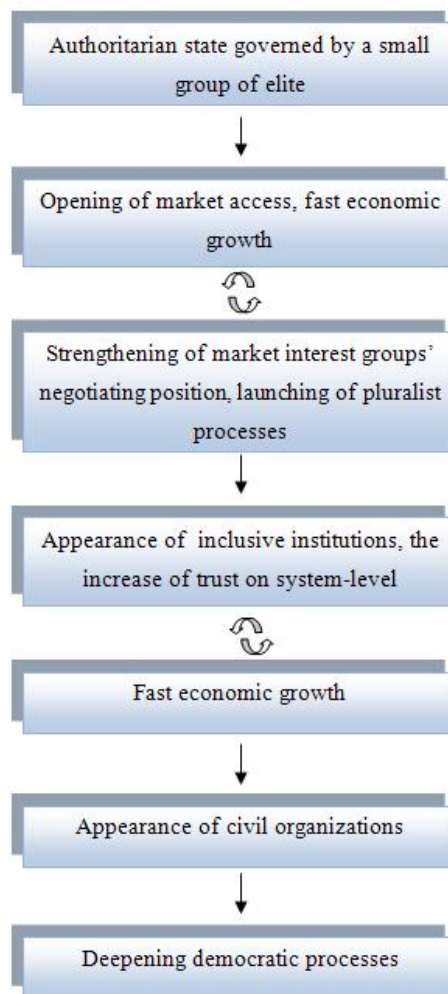 Authoritarian state governed by a small
group of elite
Opening of market access, fast economic
growth
Strengthening of market interest groups’
negotiating position, launching of pluralist
processes
Appearance of inclusive institutions, the
increase of trust on system-level
Fast economic growth
Appearance of civil organizations
Deepening democratic processes